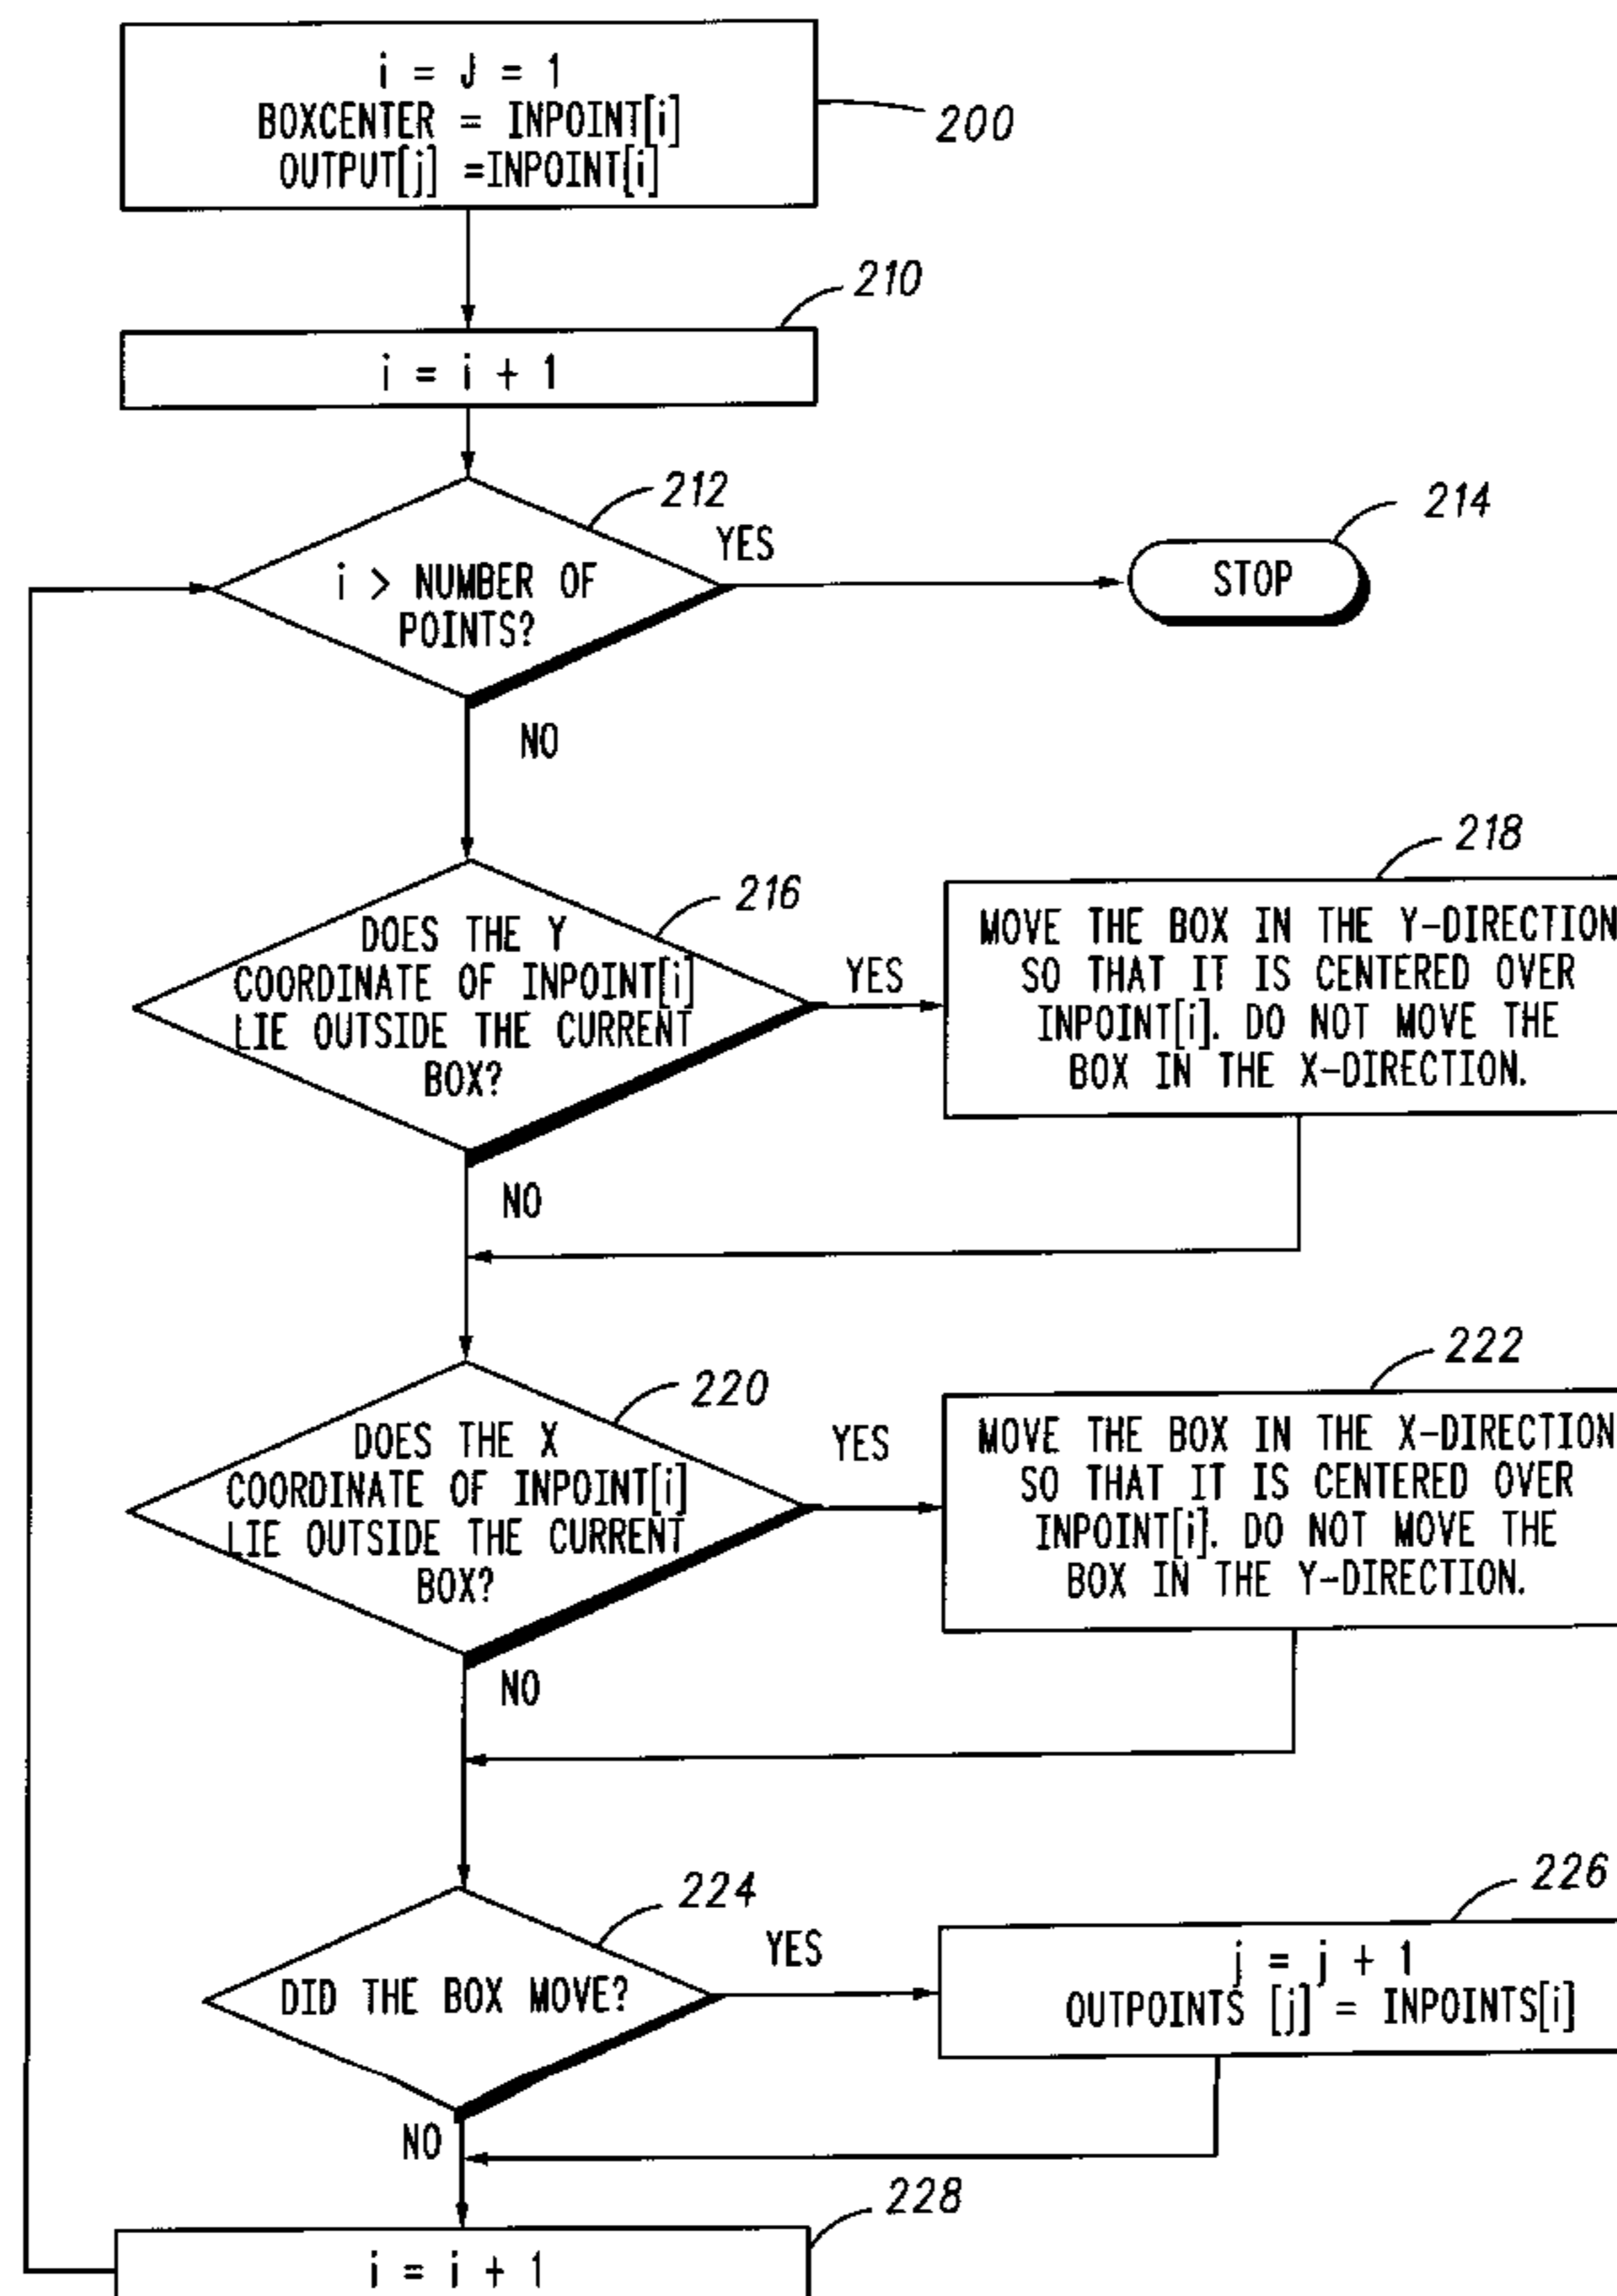 i = J = 1
BOXCENTER = INPOINT[i]
OUTPUT[j] =INPOINT[i]
200
210
i = i + 1
212
YES
214
i > NUMBER OF
POINTS?
STOP
NO
216
218
DOES THE Y
COORDINATE OF INPOINT[i]
LIE OUTSIDE THE CURRENT
BOX?
YES
MOVE THE BOX IN THE Y-DIRECTION
SO THAT IT IS CENTERED OVER
INPOINT[i]. DO NOT MOVE THE
BOX IN THE X-DIRECTION.
NO
220
222
DOES THE X
COORDINATE OF INPOINT[i]
LIE OUTSIDE THE CURRENT
BOX?
YES
MOVE THE BOX IN THE X-DIRECTION
SO THAT IT IS CENTERED OVER
INPOINT[i]. DO NOT MOVE THE
BOX IN THE Y-DIRECTION.
NO
224
226
DID THE BOX MOVE?
YES
j = j + 1
OUTPOINTS [j] = INPOINTS[i]
NO
228
i = i + 1